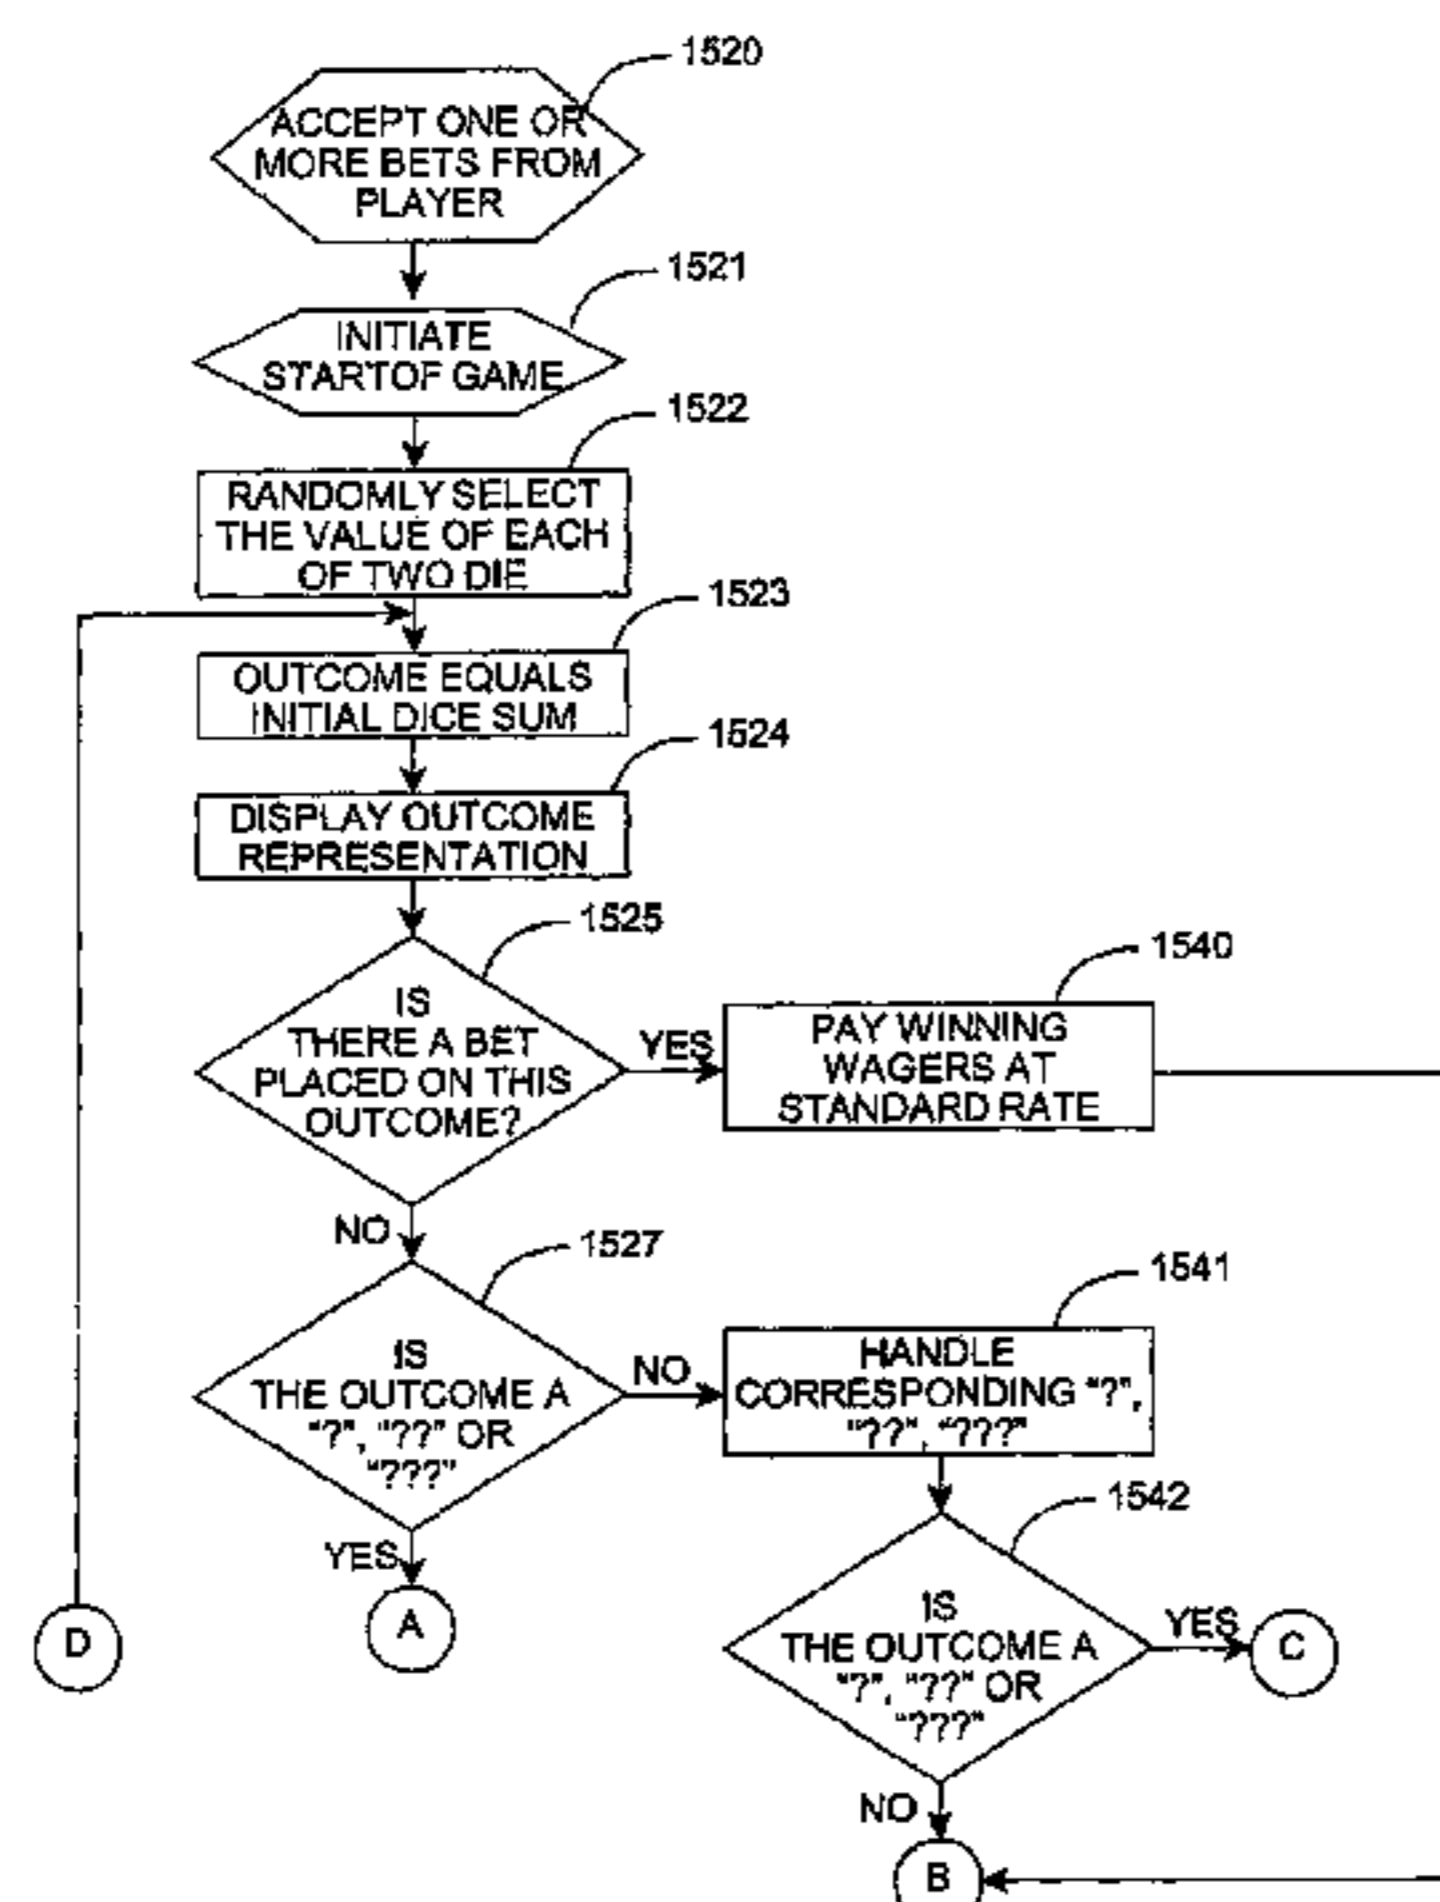 1520
ACCEPT ONE OR
MORE BETS FROM
PLAYER
1521
INITIATE
STARTOF GAME
1522
RANDOMLY SELECT
THE VALUE OF EACH
OF TWO DIE
1523
OUTCOME EQUALS
INITIAL DICE SUM
1524
DISPLAY OUTCOME
REPRESENTATION
1525
IS
THERE A BET
PLACED ON THIS
OUTCOME?
YES
1540
PAY WINNING
WAGERS AT
STANDARD RATE
NO
1527
IS
THE OUTCOME A
"?", "??" OR
"???"
NO
1541
HANDLE
CORRESPONDING "?",
"??", "???"
YES
A
D
1542
IS
THE OUTCOME A
"?", "??" OR
"???"
YES
C
NO
B